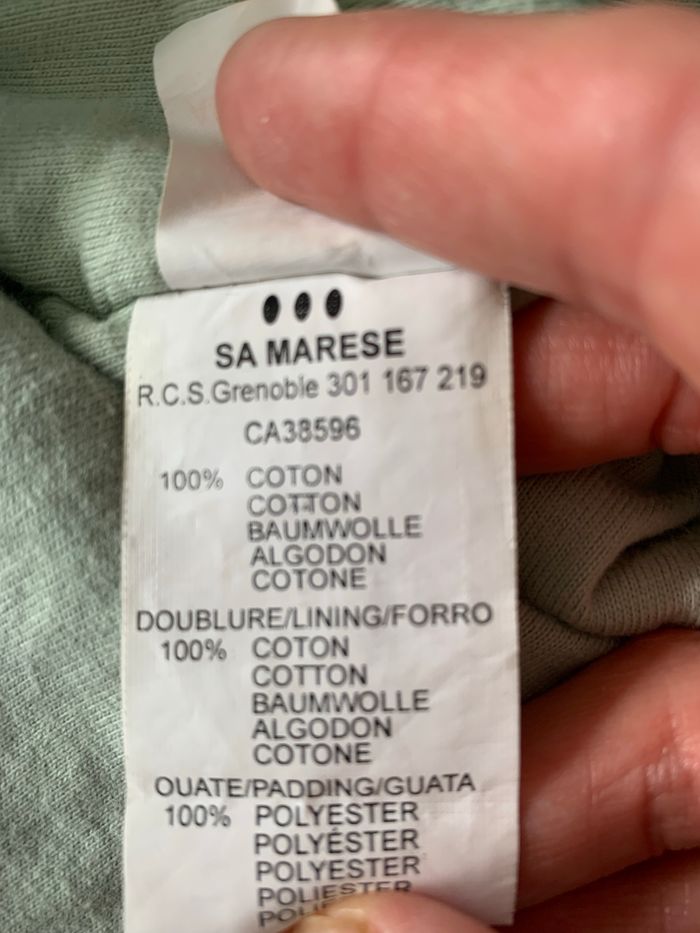 SA MARESE
R.C.S.Grenoble 301 167 219
CA38596
100% COTON
COTTON
BAUMWOLLE
ALGODON
COTONE
DOUBLURE/LINING/FORRO
100% COTON
COTTON
BAUMWOLLE
ALGODON
COTONE
OUATE/PADDING/GUATA
100% POLYESTER
POLYÉSTER
POLYESTER
POLIESTER